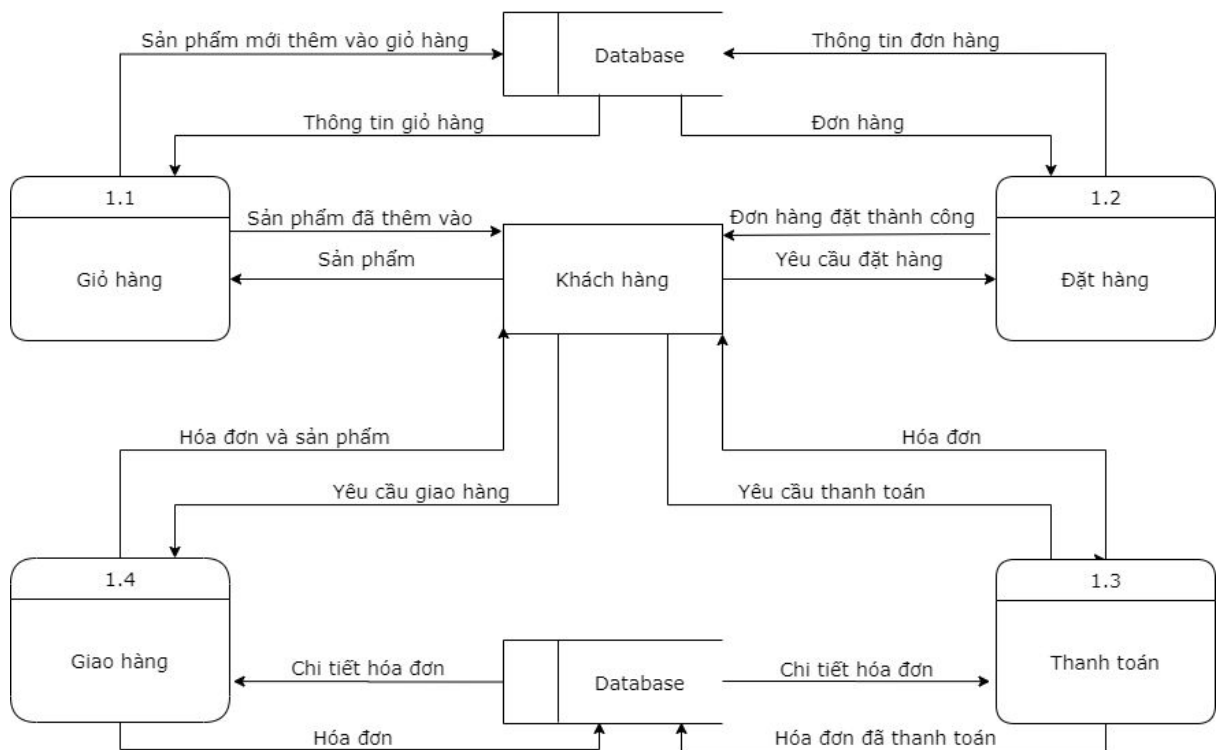 Sản phẩm mới thêm vào giỏ hàng
Database
Thông tin đơn hàng
Thông tin giỏ hàng
Đơn hàng
1.1
1.2
Sản phẩm đã thêm vào
Đơn hàng đặt thành công
Giỏ hàng
Sản phẩm
Khách hàng
Yêu cầu đặt hàng
Đặt hàng
Hóa đơn và sản phẩm
Hóa đơn
Yêu cầu giao hàng
Yêu cầu thanh toán
1.4
1.3
Giao hàng
Chi tiết hóa đơn
Database
Chi tiết hóa đơn
Thanh toán
Hóa đơn
Hóa đơn đã thanh toán